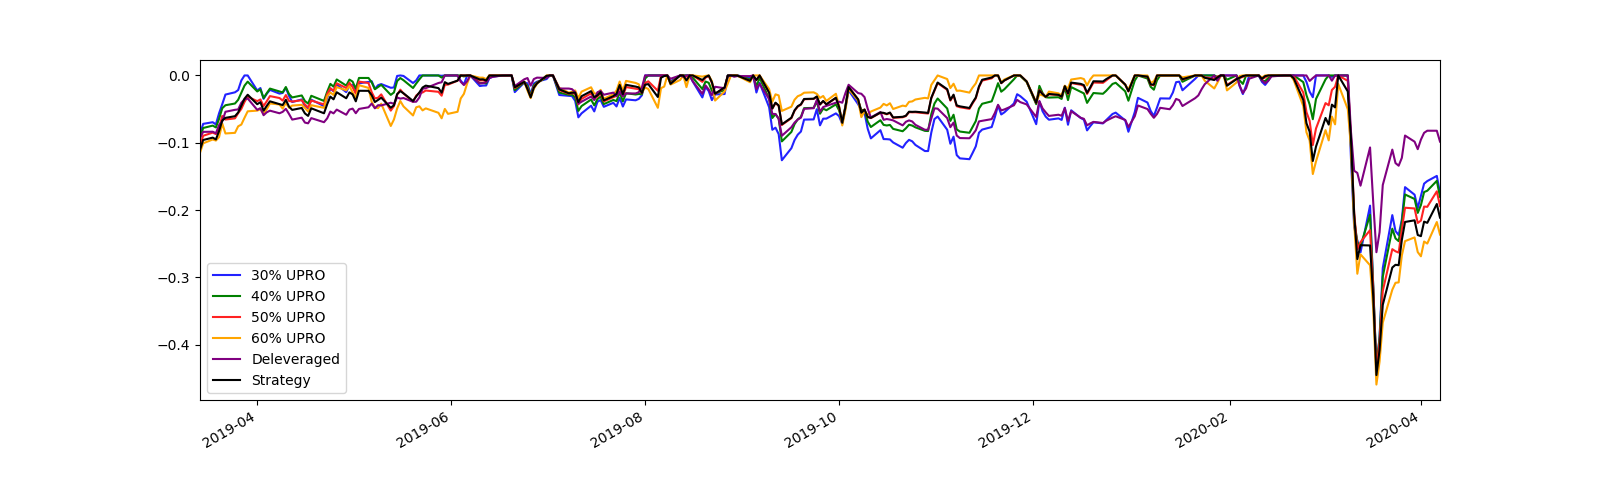 0.0
−0.1
−0.2
−0.3
−0.4
30% UPRO
40% UPRO
50% UPRO
60% UPRO
Deleveraged
Strategy
2019-04
2019-06
2019-08
2019-10
2019-12
2020-02
2020-04